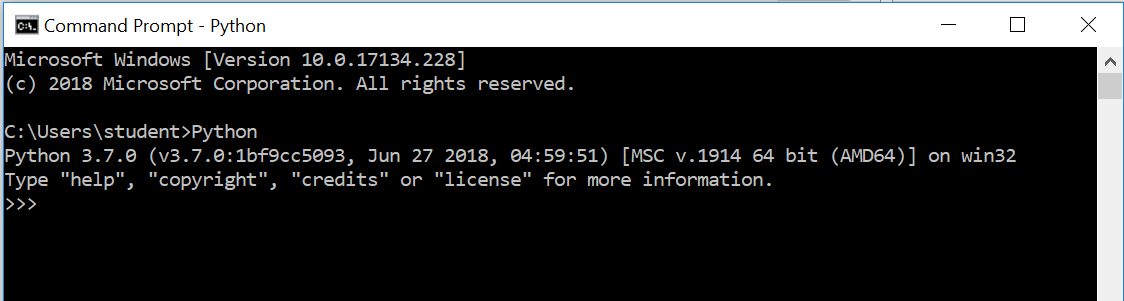 Command Prompt - Python
Microsoft Windows [Version 10.0.17134.228]
(c) 2018 Microsoft Corporation. All rights reserved.
C:\Users\student>Python
Python 3.7.0 (v3.7.0:1bf9cc5093, Jun 27 2018, 04:59:51) [MSC v.1914 64 bit (AMD64)] on win32
Type "help", "copyright", "credits" or "license" for more information.
>>>